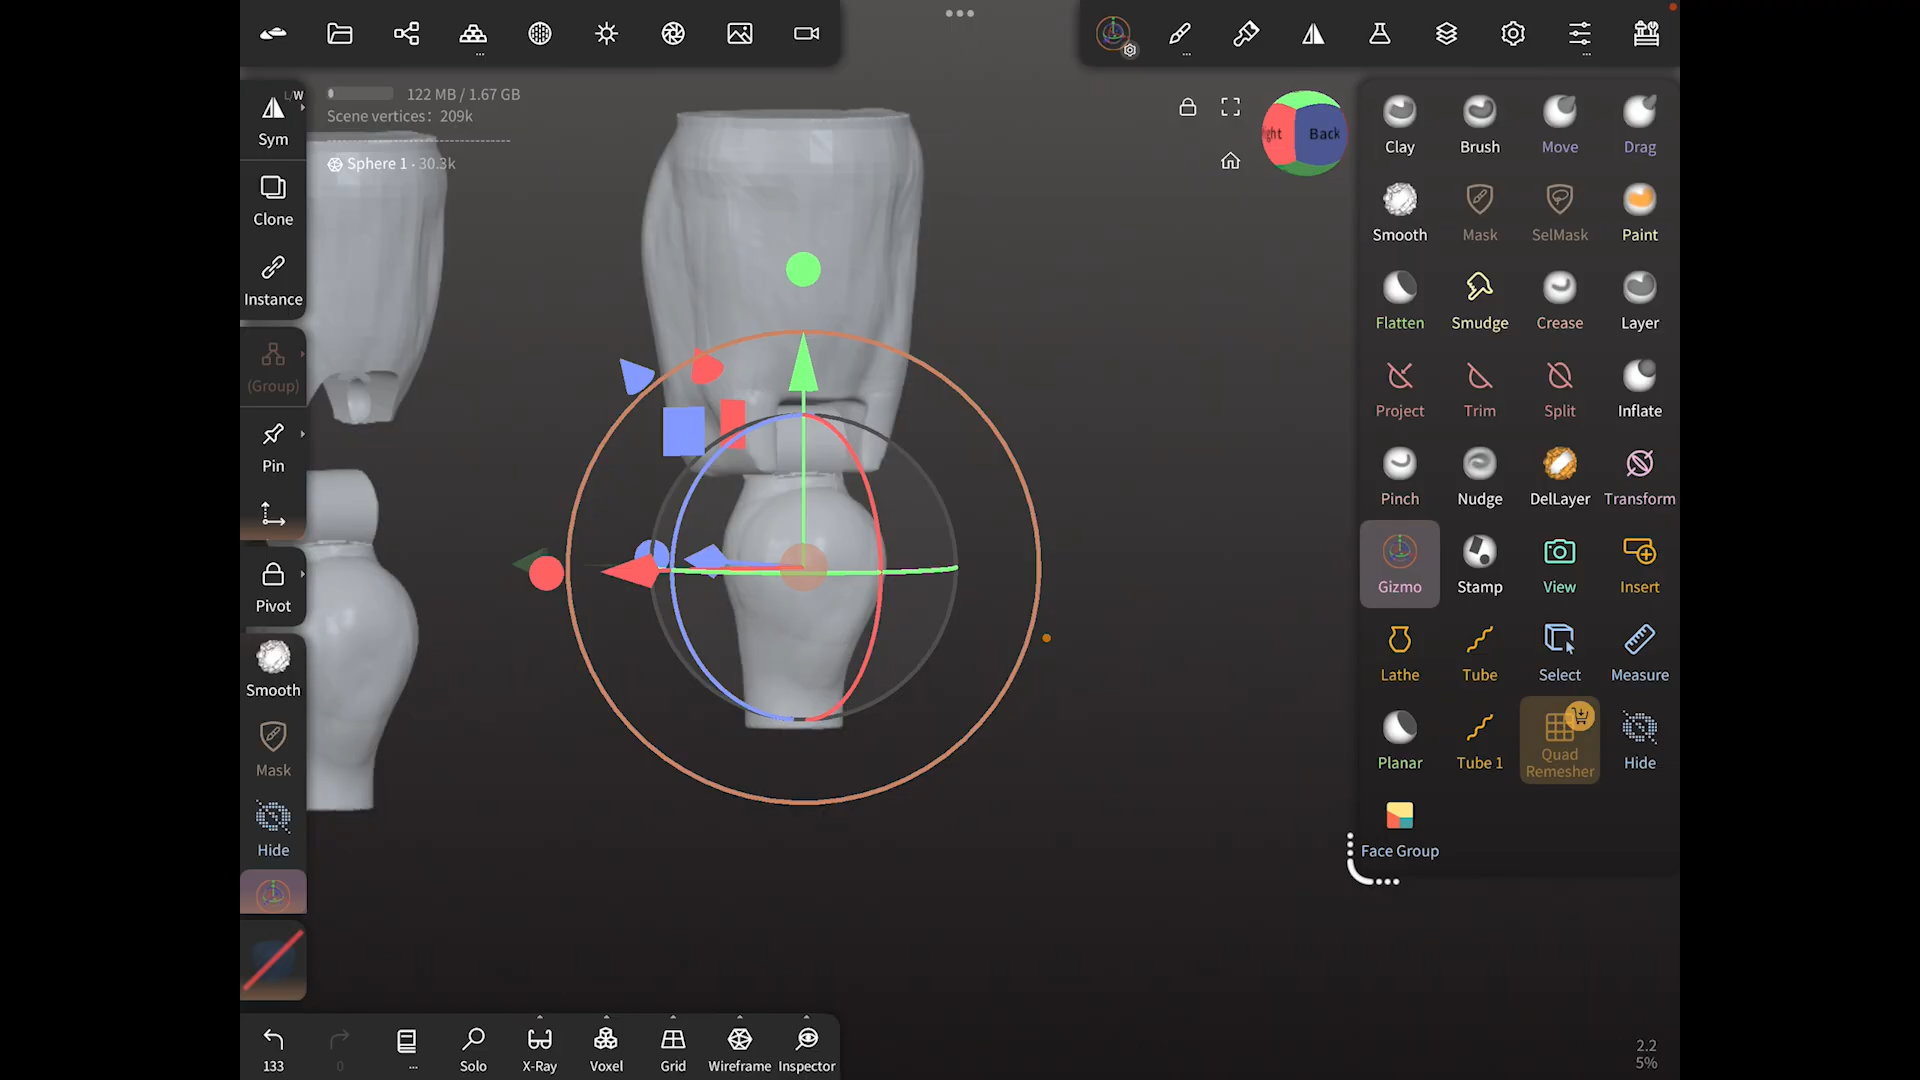 122 MB / 1.67 GB
Scene vertices: 209k
Sphere 1 · 30.3k
L/W
Sym
Clone
Instance
(Group)
Pin
Pivot
Smooth
Mask
Hide
ght
Back
Clay Brush Move Drag
Smooth Mask SelMask Paint
Flatten Smudge Crease Layer
Project Trim Split Inflate
Pinch Nudge DelLayer Transform
Gizmo Stamp View Insert
Lathe Tube Select Measure
Planar Tube 1 Quad Remesher Hide
Face Group
133
0
...
Solo X-Ray Voxel Grid Wireframe Inspector
2.2
5%